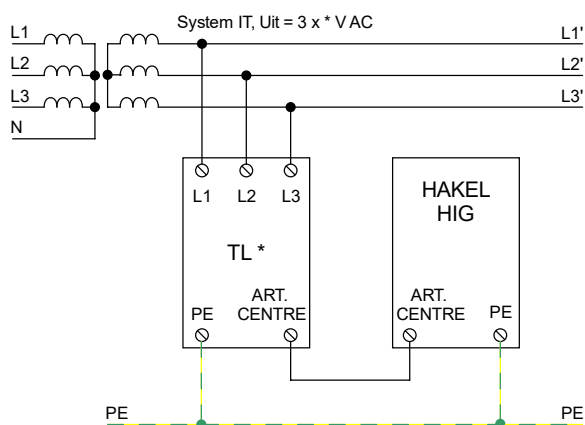 System IT, Uit = 3 x * V AC
L1
L1'
L2
L2'
L3
L3'
N
L1 L2 L3
HAKEL
HIG
TL *
PE
ART.
CENTRE
ART.
CENTRE
PE
PE
PE